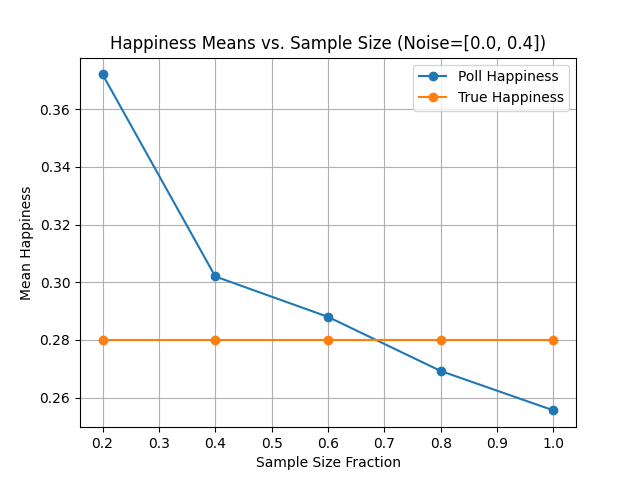 Happiness Means vs. Sample Size (Noise=[0.0, 0.4])
Poll Happiness
True Happiness
Mean Happiness
0.36
0.34
0.32
0.30
0.28
0.26
0.2 0.3 0.4 0.5 0.6 0.7 0.8 0.9 1.0
Sample Size Fraction